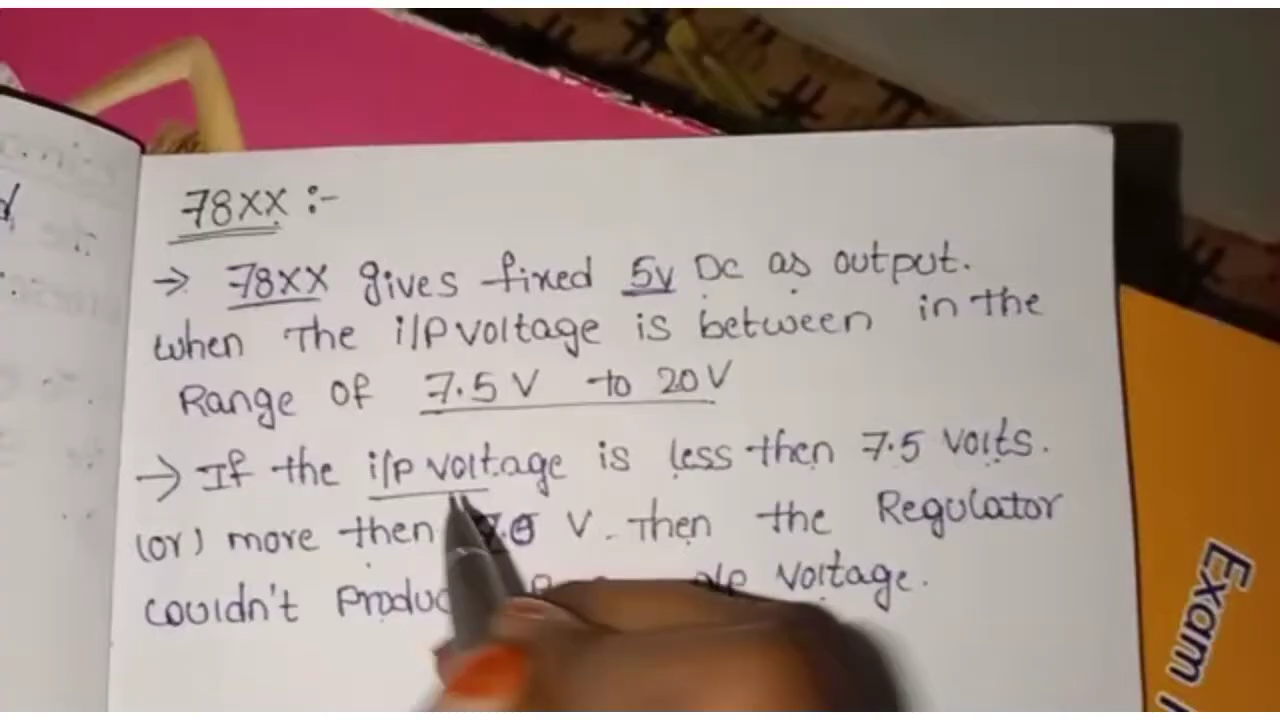 78XX :-
→ 78XX gives fixed 5V DC as output.
when The i/p voltage is between in the
Range of 7.5 V to 20 V
→ If the i/p voltage is less then 7.5 volts.
(or) more then V. Then the Regulator
couldn't voltage.
Exam